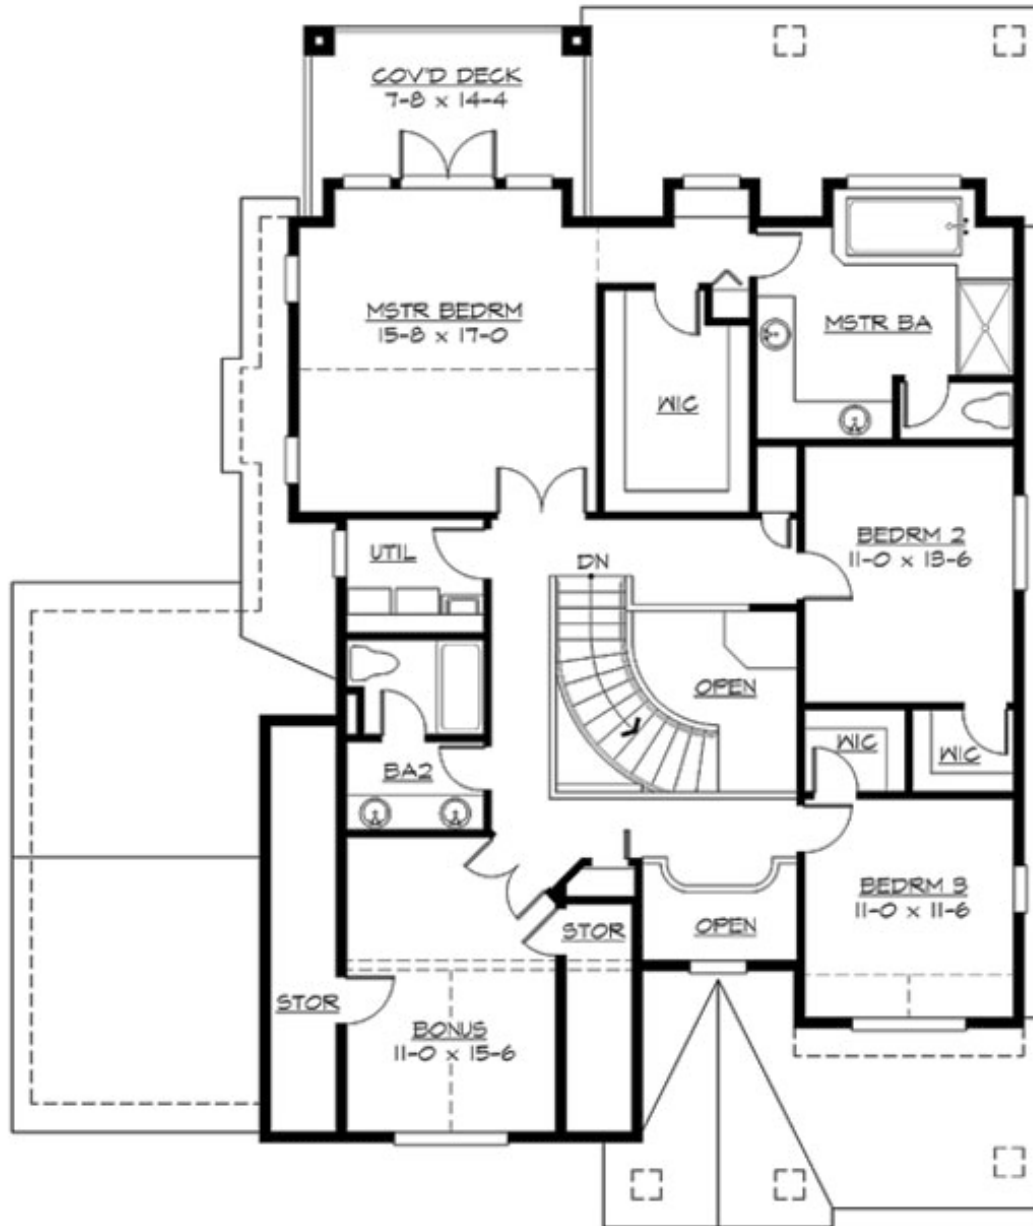 COV'D DECK
7-8 x 14-4
MSTR BEDRM
15-8 x 17-0
MSTR BA
WIC
UTIL
DN
BEDRM 2
11-0 x 13-6
OPEN
WIC
WIC
BA2
BEDRM 3
11-0 x 11-6
STOR
OPEN
STOR
BONUS
11-0 x 15-6